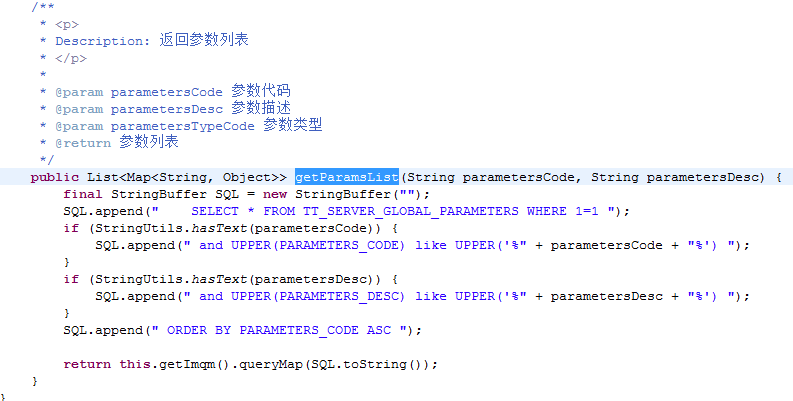 /**
 * <p>
 * Description: 返回参数列表
 * </p>
 *
 * @param parametersCode 参数代码
 * @param parametersDesc 参数描述
 * @param parametersTypeCode 参数类型
 * @return 参数列表
 */
public List<Map<String, Object>> getParamsList(String parametersCode, String parametersDesc) {
    final StringBuffer SQL = new StringBuffer("");
    SQL.append("    SELECT * FROM TT_SERVER_GLOBAL_PARAMETERS WHERE 1=1 ");
    if (StringUtils.hasText(parametersCode)) {
        SQL.append(" and UPPER(PARAMETERS_CODE) like UPPER('%" + parametersCode + "%') ");
    }
    if (StringUtils.hasText(parametersDesc)) {
        SQL.append(" and UPPER(PARAMETERS_DESC) like UPPER('%" + parametersDesc + "%') ");
    }
    SQL.append(" ORDER BY PARAMETERS_CODE ASC ");

    return this.getImqm().queryMap(SQL.toString());
}
}